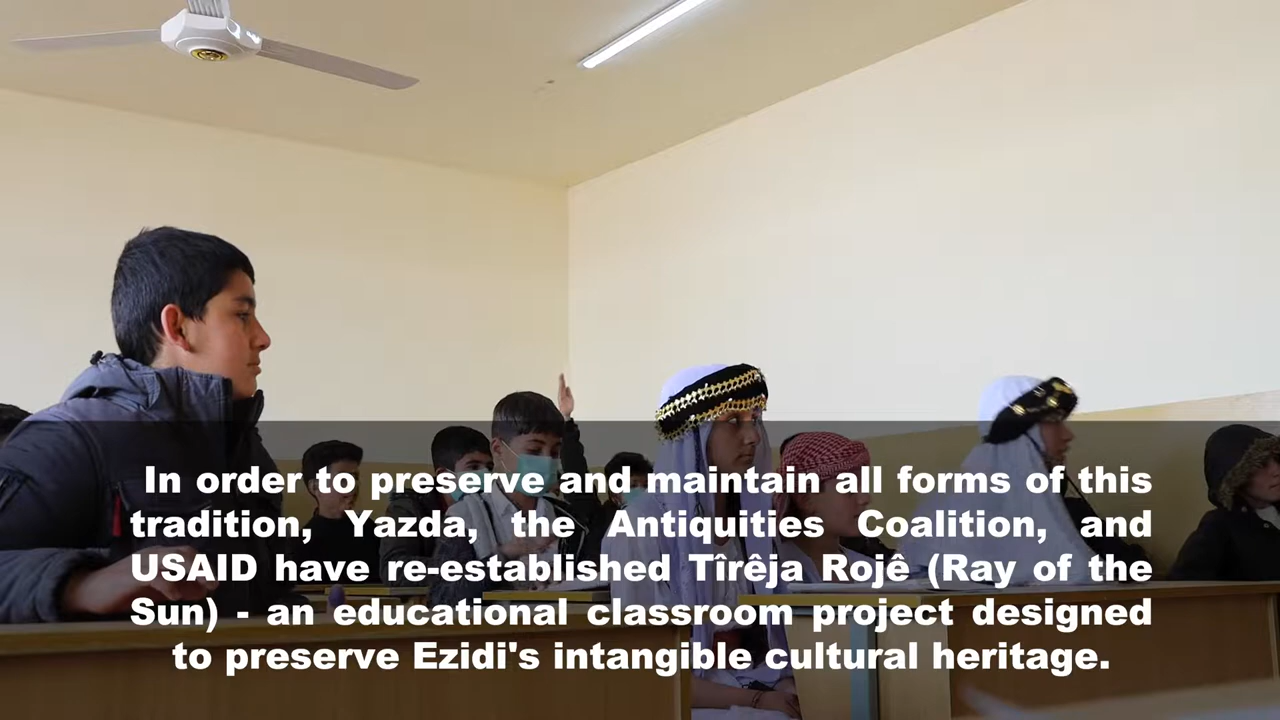 In order to preserve and maintain all forms of this
tradition, Yazda, the Antiquities Coalition, and
USAID have re-established Tîrêja Rojê (Ray of the
Sun) - an educational classroom project designed
to preserve Ezidi's intangible cultural heritage.